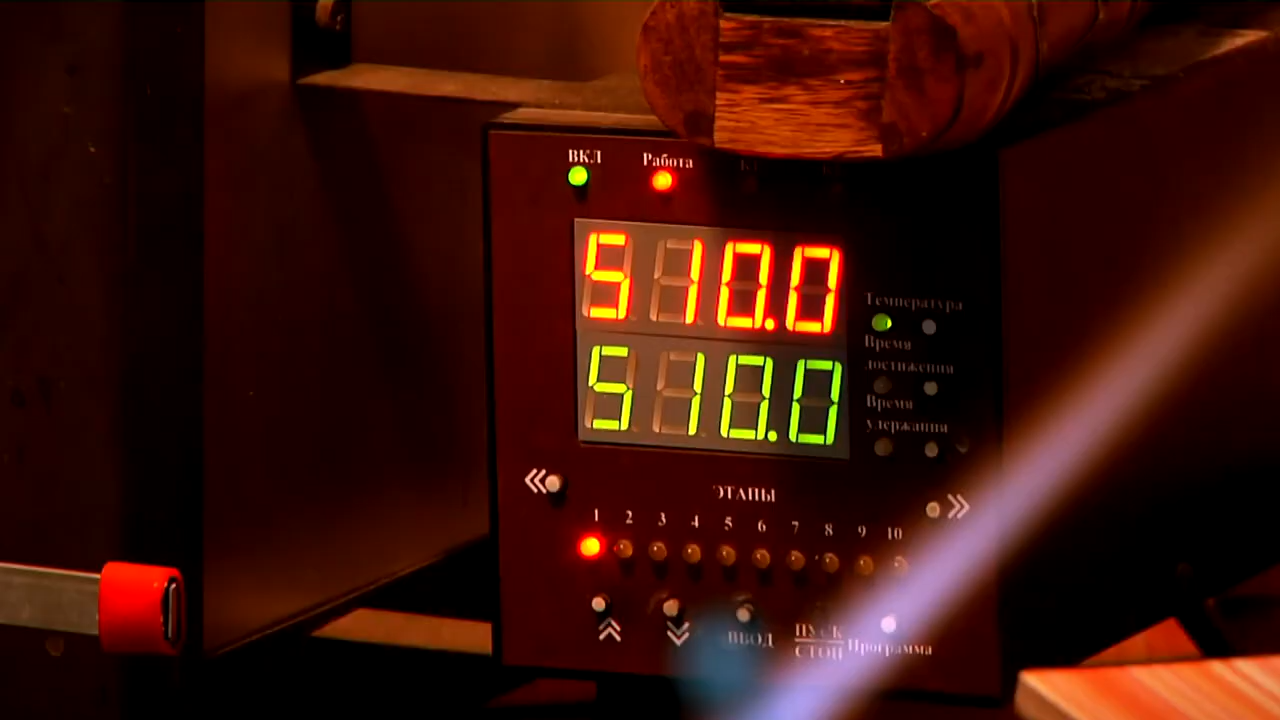 ВКЛ Работа
510.0
Температура
Время
достижения
510.0
Время
удержания
ЭТАПЫ
1 2 3 4 5 6 7 8 9 10
ВВОД ПУСК Программа
СТОП